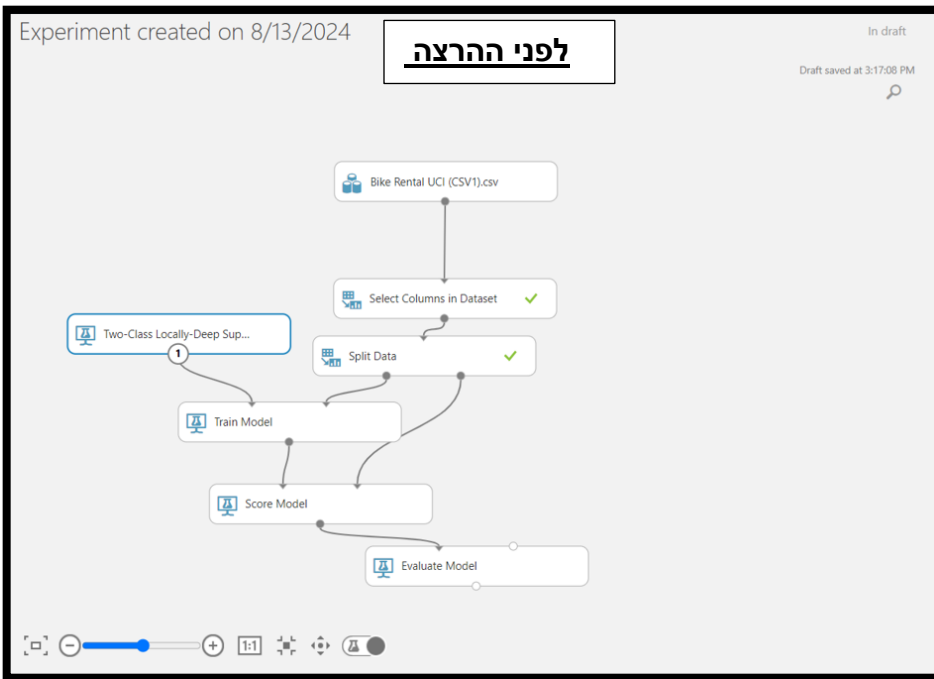 Experiment created on 8/13/2024
לפני ההרצה
In draft
Draft saved at 3:17:08 PM
Bike Rental UCI (CSV1).csv
Select Columns in Dataset
Two-Class Locally-Deep Sup...
1
Split Data
Train Model
Score Model
Evaluate Model
1:1